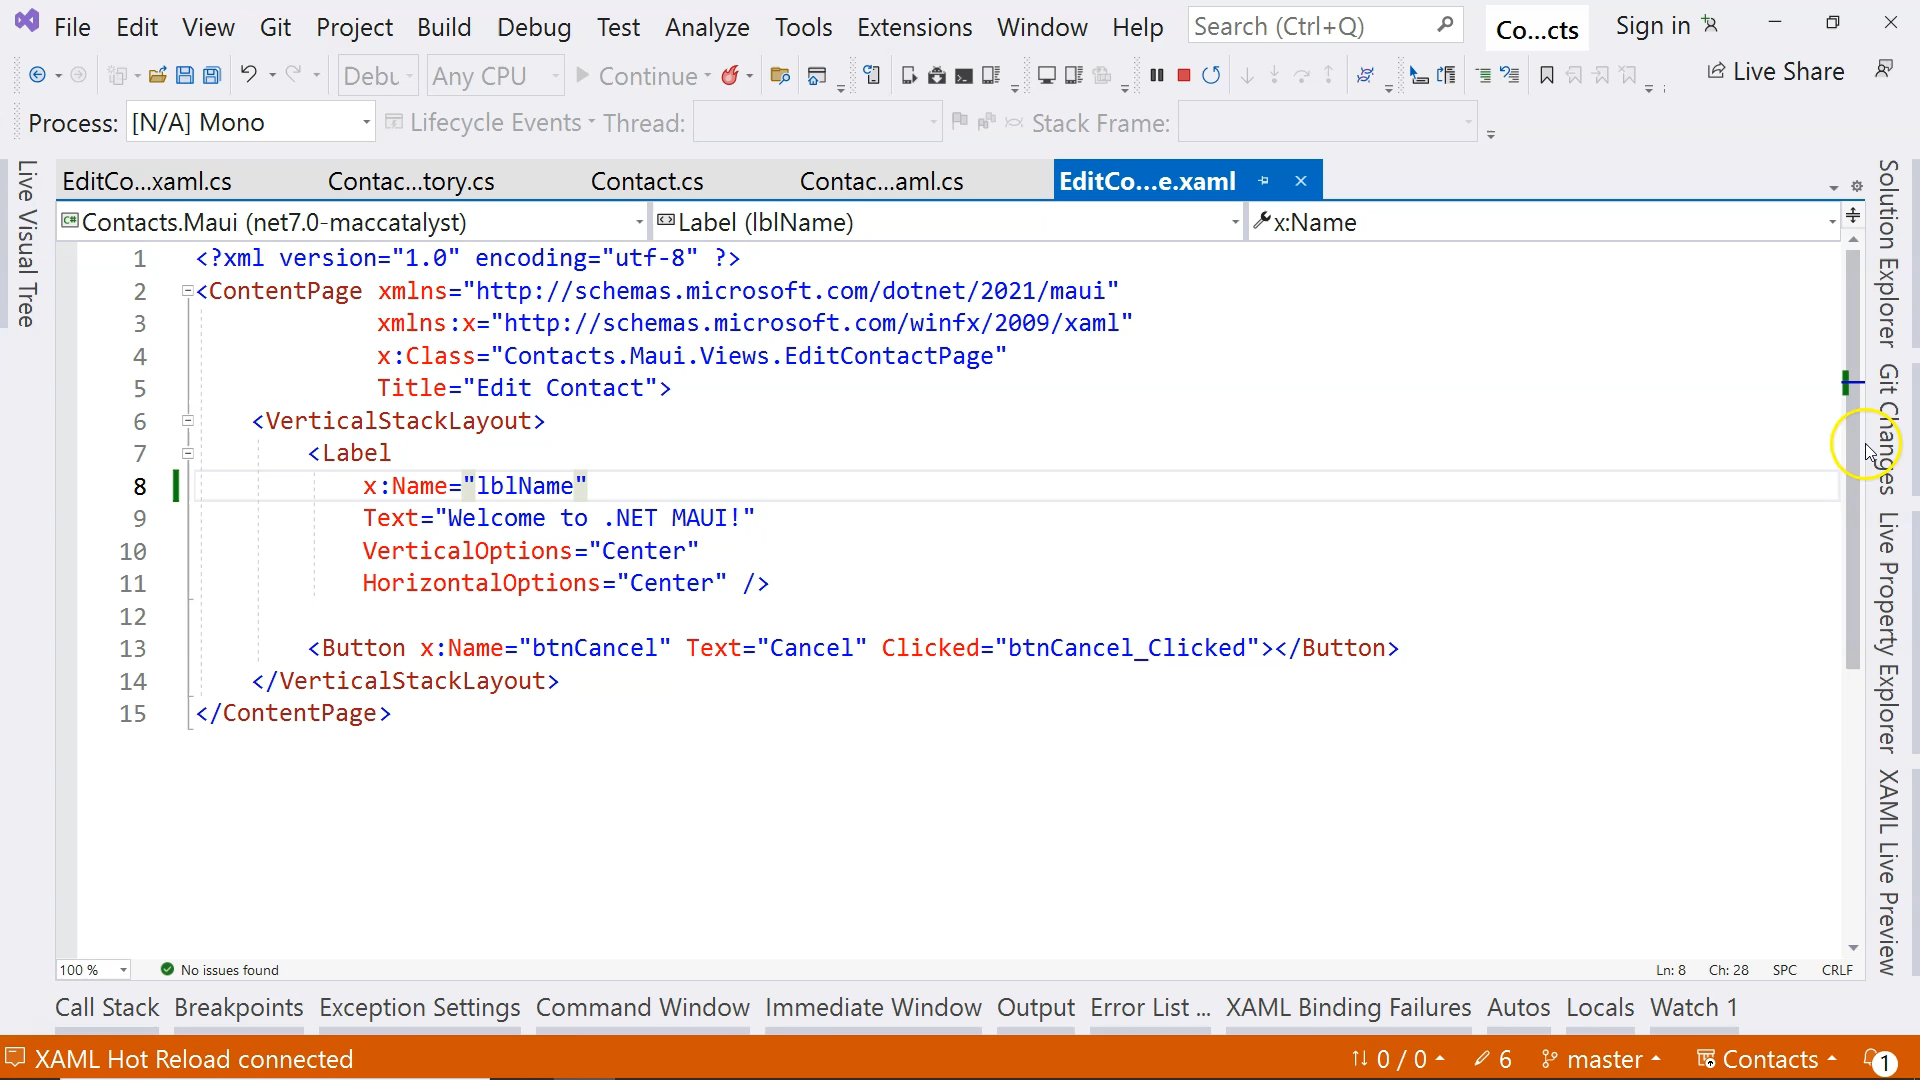 File Edit View Git Project Build Debug Test Analyze Tools Extensions Window Help Search (Ctrl+Q) Co...cts Sign in
Debu Any CPU Continue Live Share
Process: [N/A] Mono Lifecycle Events Thread: Stack Frame:
EditCo...xaml.cs Contac...tory.cs Contact.cs Contac...aml.cs EditCo...e.xaml
Contacts.Maui (net7.0-maccatalyst) Label (lblName) x:Name
1 <?xml version="1.0" encoding="utf-8" ?>
2 <ContentPage xmlns="http://schemas.microsoft.com/dotnet/2021/maui"
3 xmlns:x="http://schemas.microsoft.com/winfx/2009/xaml"
4 x:Class="Contacts.Maui.Views.EditContactPage"
5 Title="Edit Contact">
6 <VerticalStackLayout>
7 <Label
8 x:Name="lblName"
9 Text="Welcome to .NET MAUI!"
10 VerticalOptions="Center"
11 HorizontalOptions="Center" />
12
13 <Button x:Name="btnCancel" Text="Cancel" Clicked="btnCancel_Clicked"></Button>
14 </VerticalStackLayout>
15 </ContentPage>
Live Visual Tree
Solution Explorer
Git Changes
Live Property Explorer
XAML Live Preview
100 % No issues found Ln: 8 Ch: 28 SPC CRLF
Call Stack Breakpoints Exception Settings Command Window Immediate Window Output Error List ... XAML Binding Failures Autos Locals Watch 1
XAML Hot Reload connected 0 / 0 6 master Contacts 1